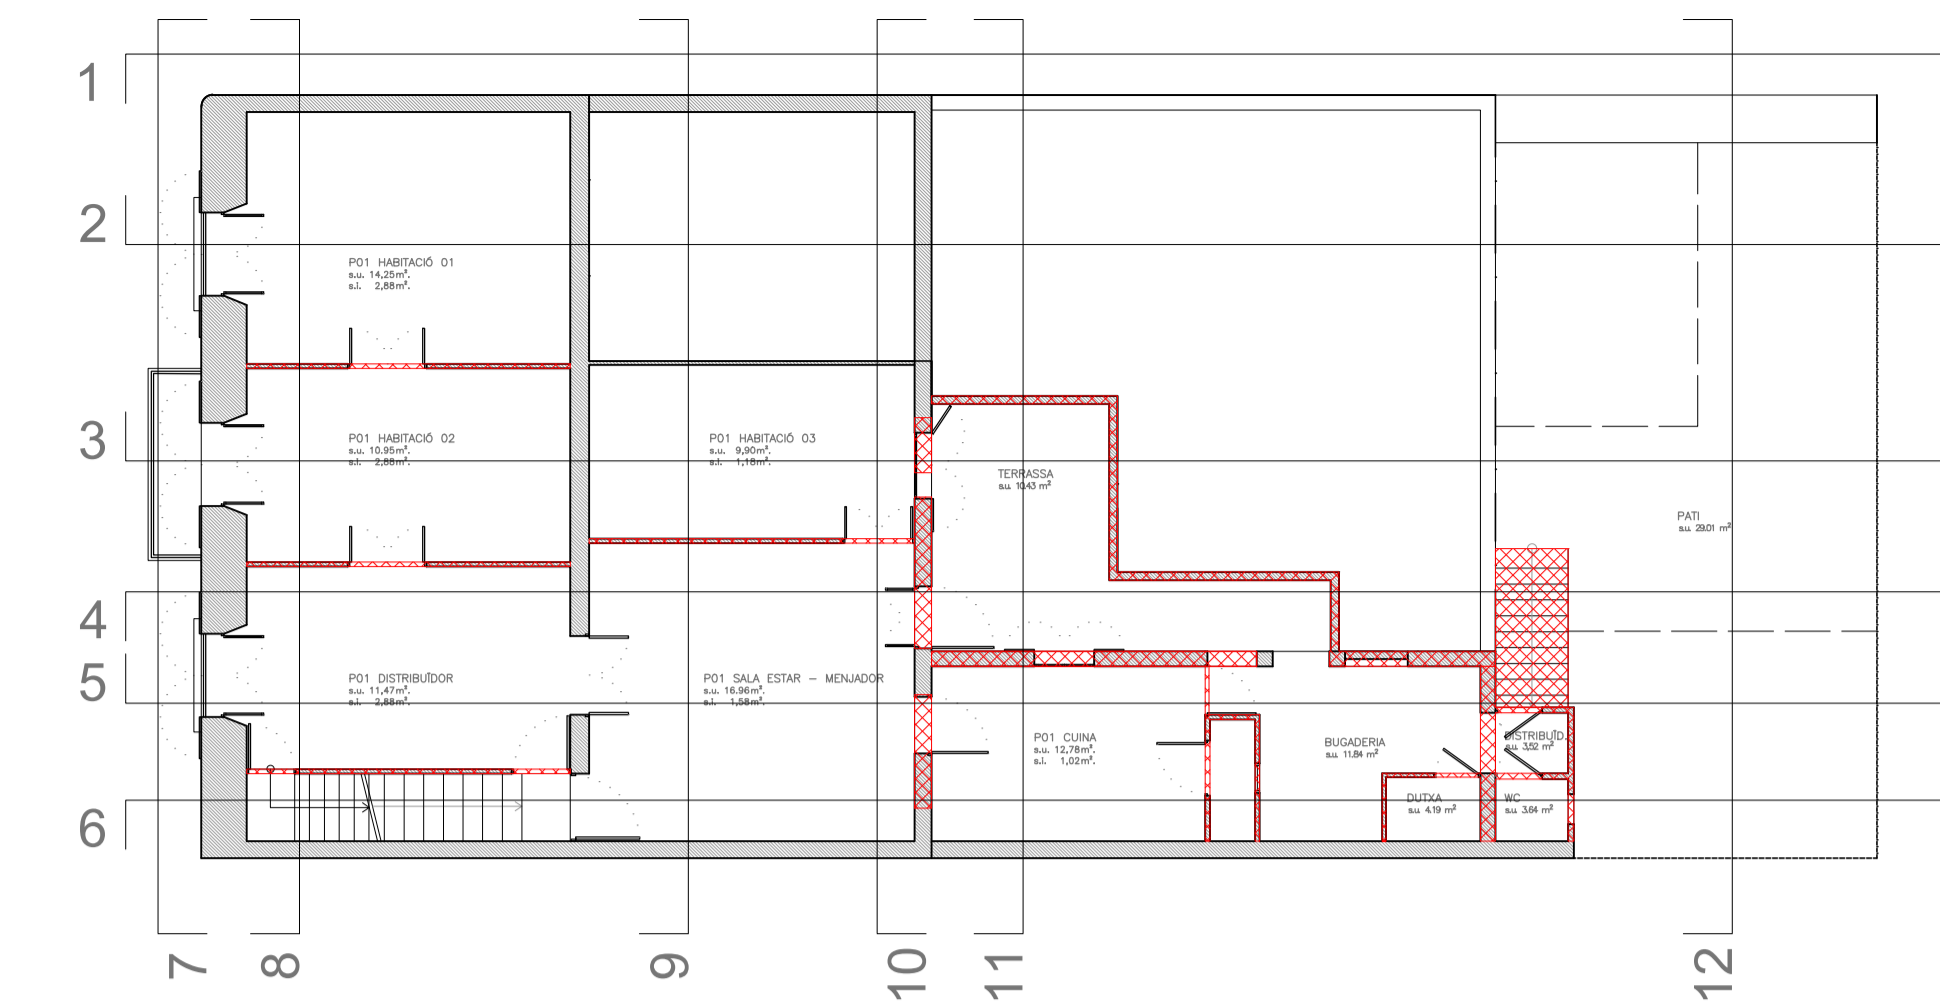 1
2
P01 HABITACIÓ 01
s.u. 14,25m².
s.i. 2,88m².
3
P01 HABITACIÓ 02
s.u. 10.95m².
s.i. 2,88m².
P01 HABITACIÓ 03
s.u. 9,90m².
s.i. 1,18m².
TERRASSA
s.u. 10.43 m²
PATI
s.u. 29.01 m²
4
5
P01 DISTRIBUÏDOR
s.u. 11,47m².
s.i. 2,88m².
P01 SALA ESTAR – MENJADOR
s.u. 16.96m².
s.i. 1,58m².
P01 CUINA
s.u. 12,78m².
s.i. 1,02m².
BUGADERIA
s.u. 11.84 m²
DISTRIBUÏD.
s.u. 3.52 m²
6
DUTXA
s.u. 4.19 m²
WC
s.u. 3.64 m²
7
8
9
10
11
12